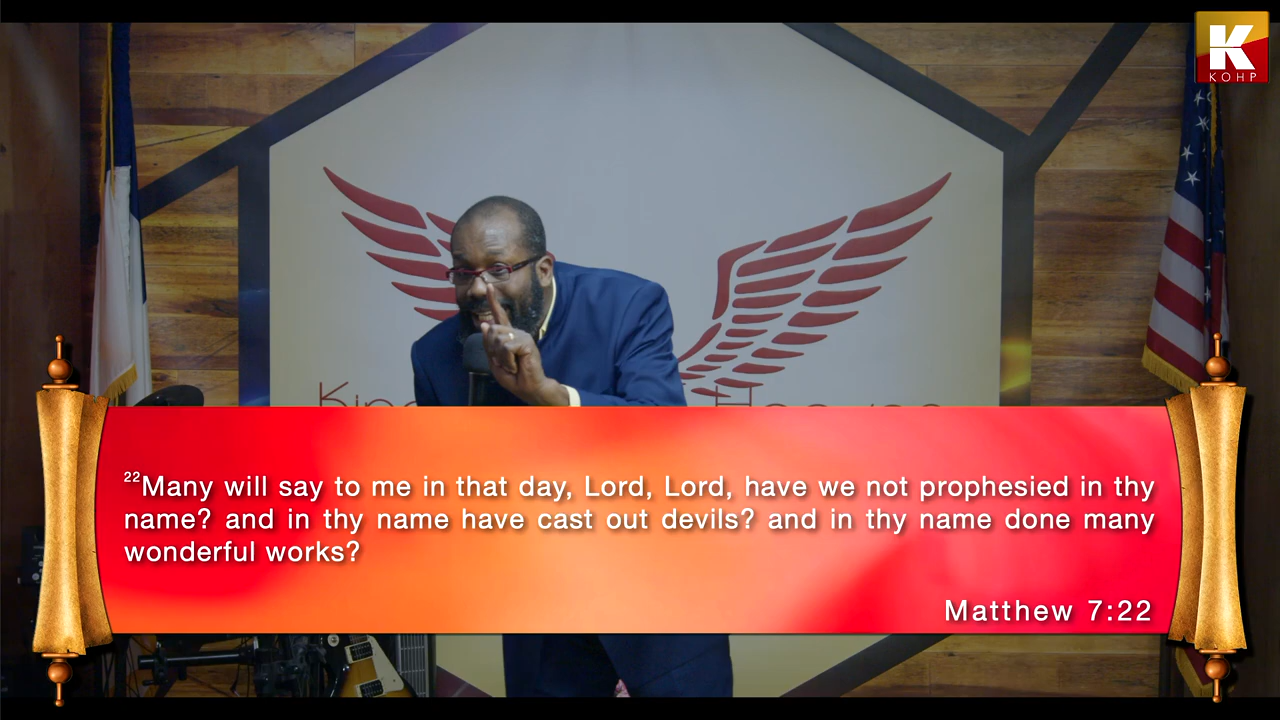 K
KOHP
²²Many will say to me in that day, Lord, Lord, have we not prophesied in thy
name? and in thy name have cast out devils? and in thy name done many
wonderful works?
Matthew 7:22